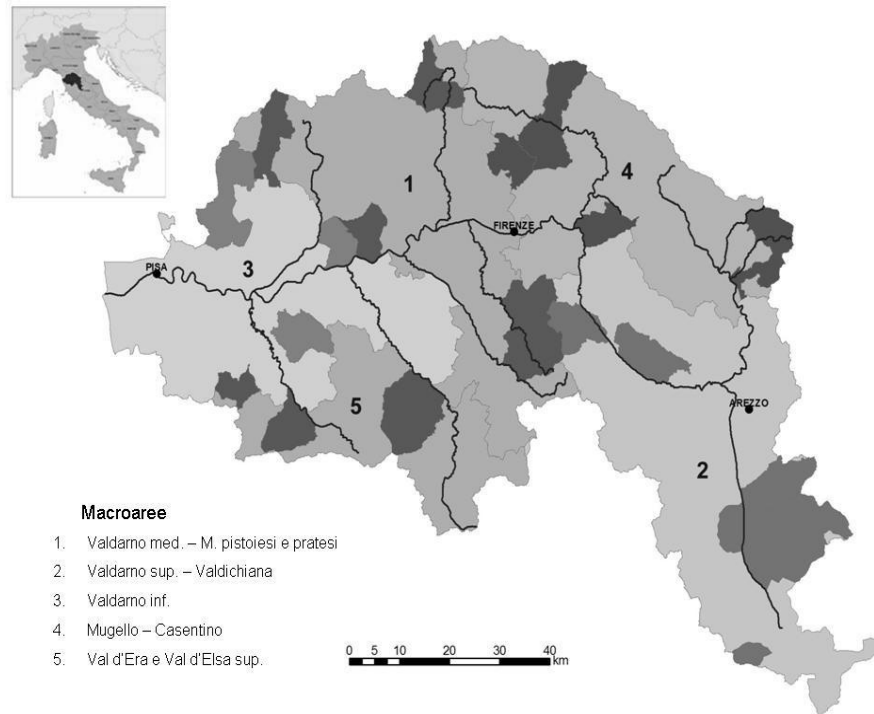 1
4
FIRENZE
PISA
3
5
AREZZO
2
Macroaree
1. Valdarno med. – M. pistoiesi e pratesi
2. Valdarno sup. – Valdichiana
3. Valdarno inf.
4. Mugello – Casentino
5. Val d'Era e Val d'Elsa sup.
0 5 10 20 30 40
km